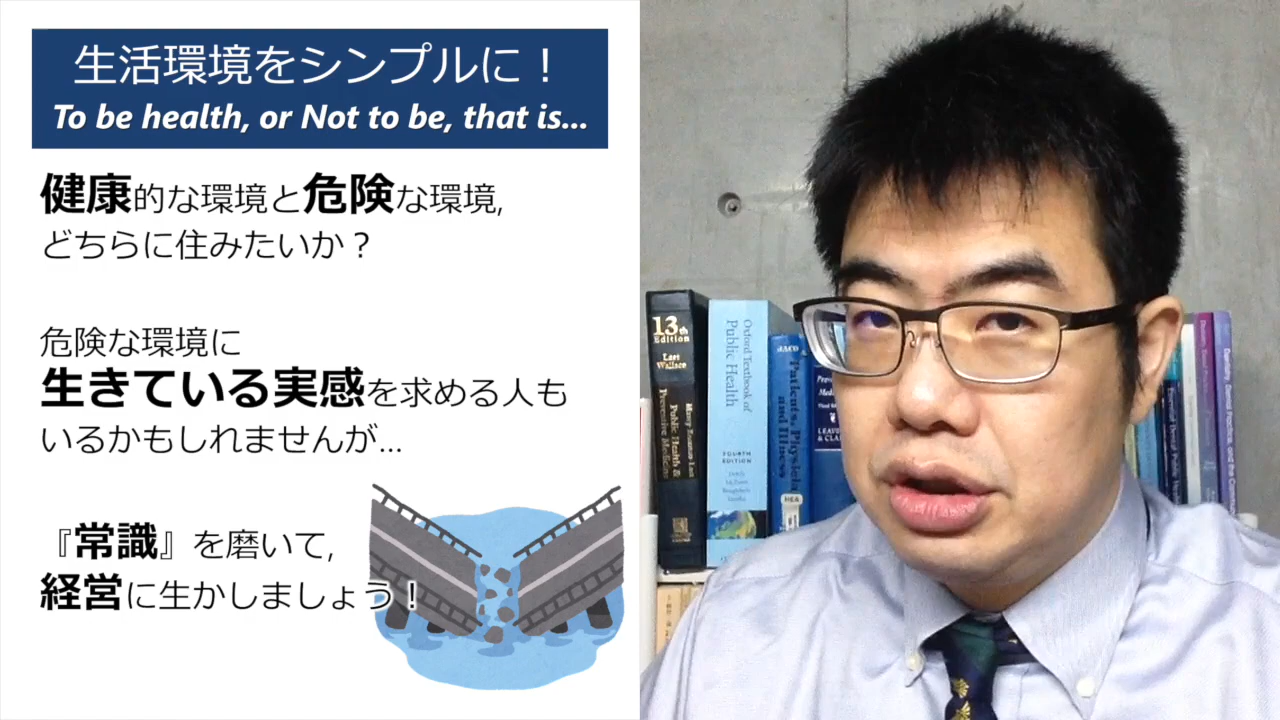 生活環境をシンプルに！
To be health, or Not to be, that is...
健康的な環境と危険な環境,
どちらに住みたいか？
危険な環境に
生きている実感を求める人も
いるかもしれませんが…
『常識』を磨いて,
経営に生かしましょう！
13th
Edition
Last
Wallace
Maxcy-Rosenau-Last
Public Health &
Preventive Medicine
Oxford Textbook of
Public Health
FOURTH
EDITION
JACO
Patients, Physicia
and Illness